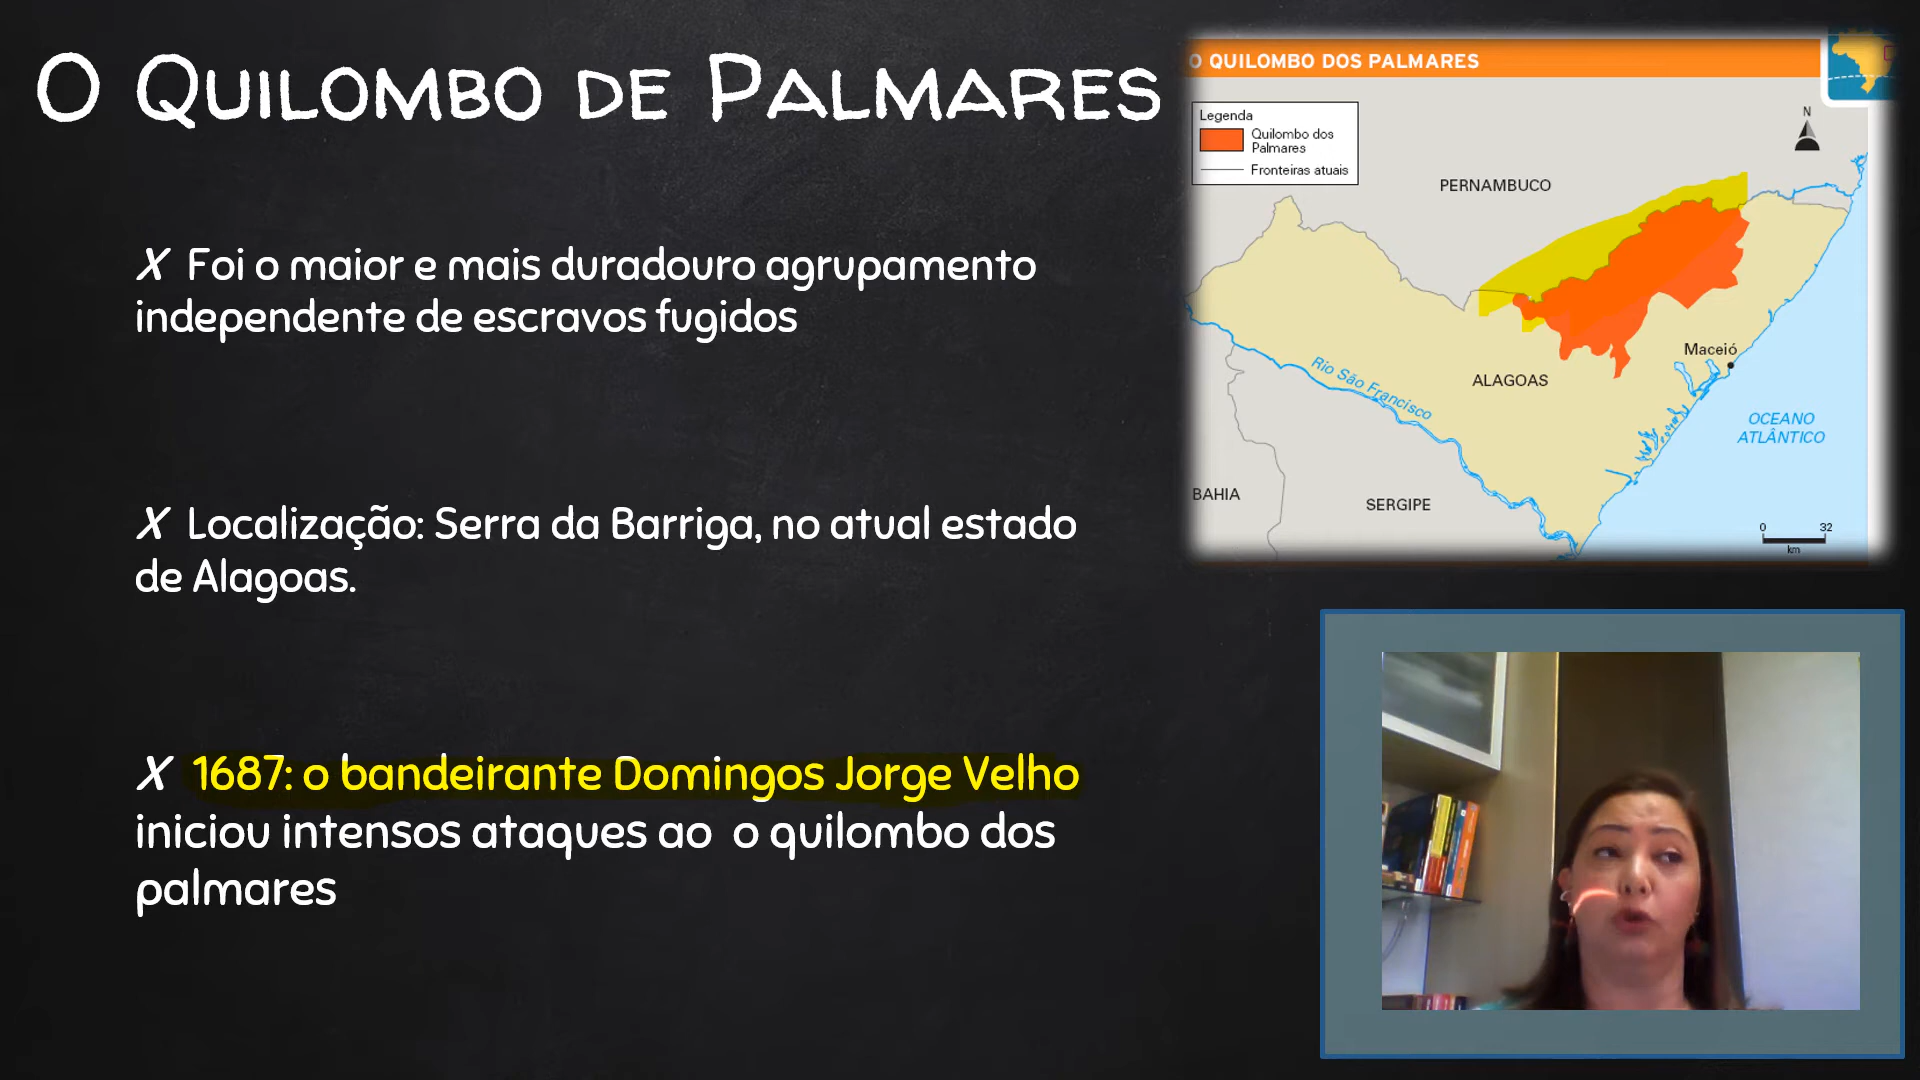 O QUILOMBO DE PALMARES
X Foi o maior e mais duradouro agrupamento
independente de escravos fugidos
X Localização: Serra da Barriga, no atual estado
de Alagoas.
X 1687: o bandeirante Domingos Jorge Velho
iniciou intensos ataques ao o quilombo dos
palmares
O QUILOMBO DOS PALMARES
Legenda
Quilombo dos
Palmares
Fronteiras atuais
N
PERNAMBUCO
Maceió
ALAGOAS
Rio São Francisco
OCEANO
ATLÂNTICO
BAHIA
SERGIPE
0 32
km